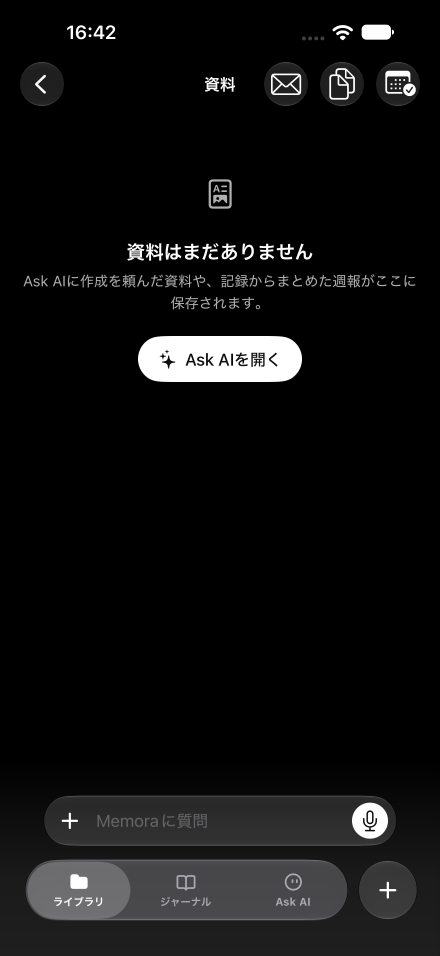 16:42
資料
資料はまだありません
Ask AIに作成を頼んだ資料や、記録からまとめた週報がここに
保存されます。
Ask AIを開く
Memoraに質問
ライブラリ
ジャーナル
Ask AI